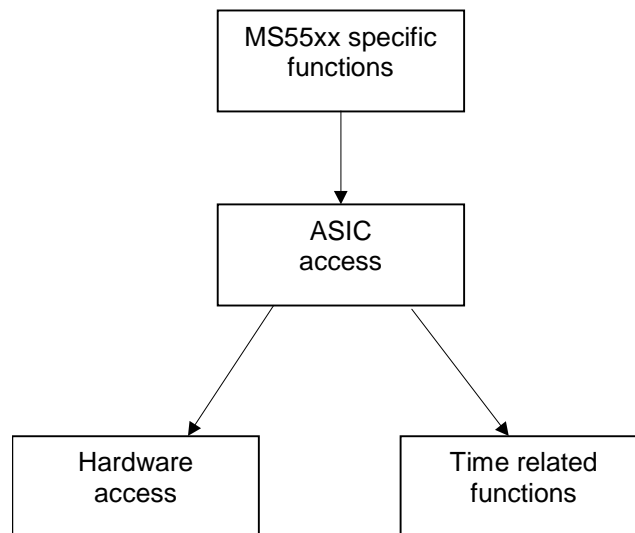 MS55xx specific
functions
ASIC
access
Hardware
access
Time related
functions